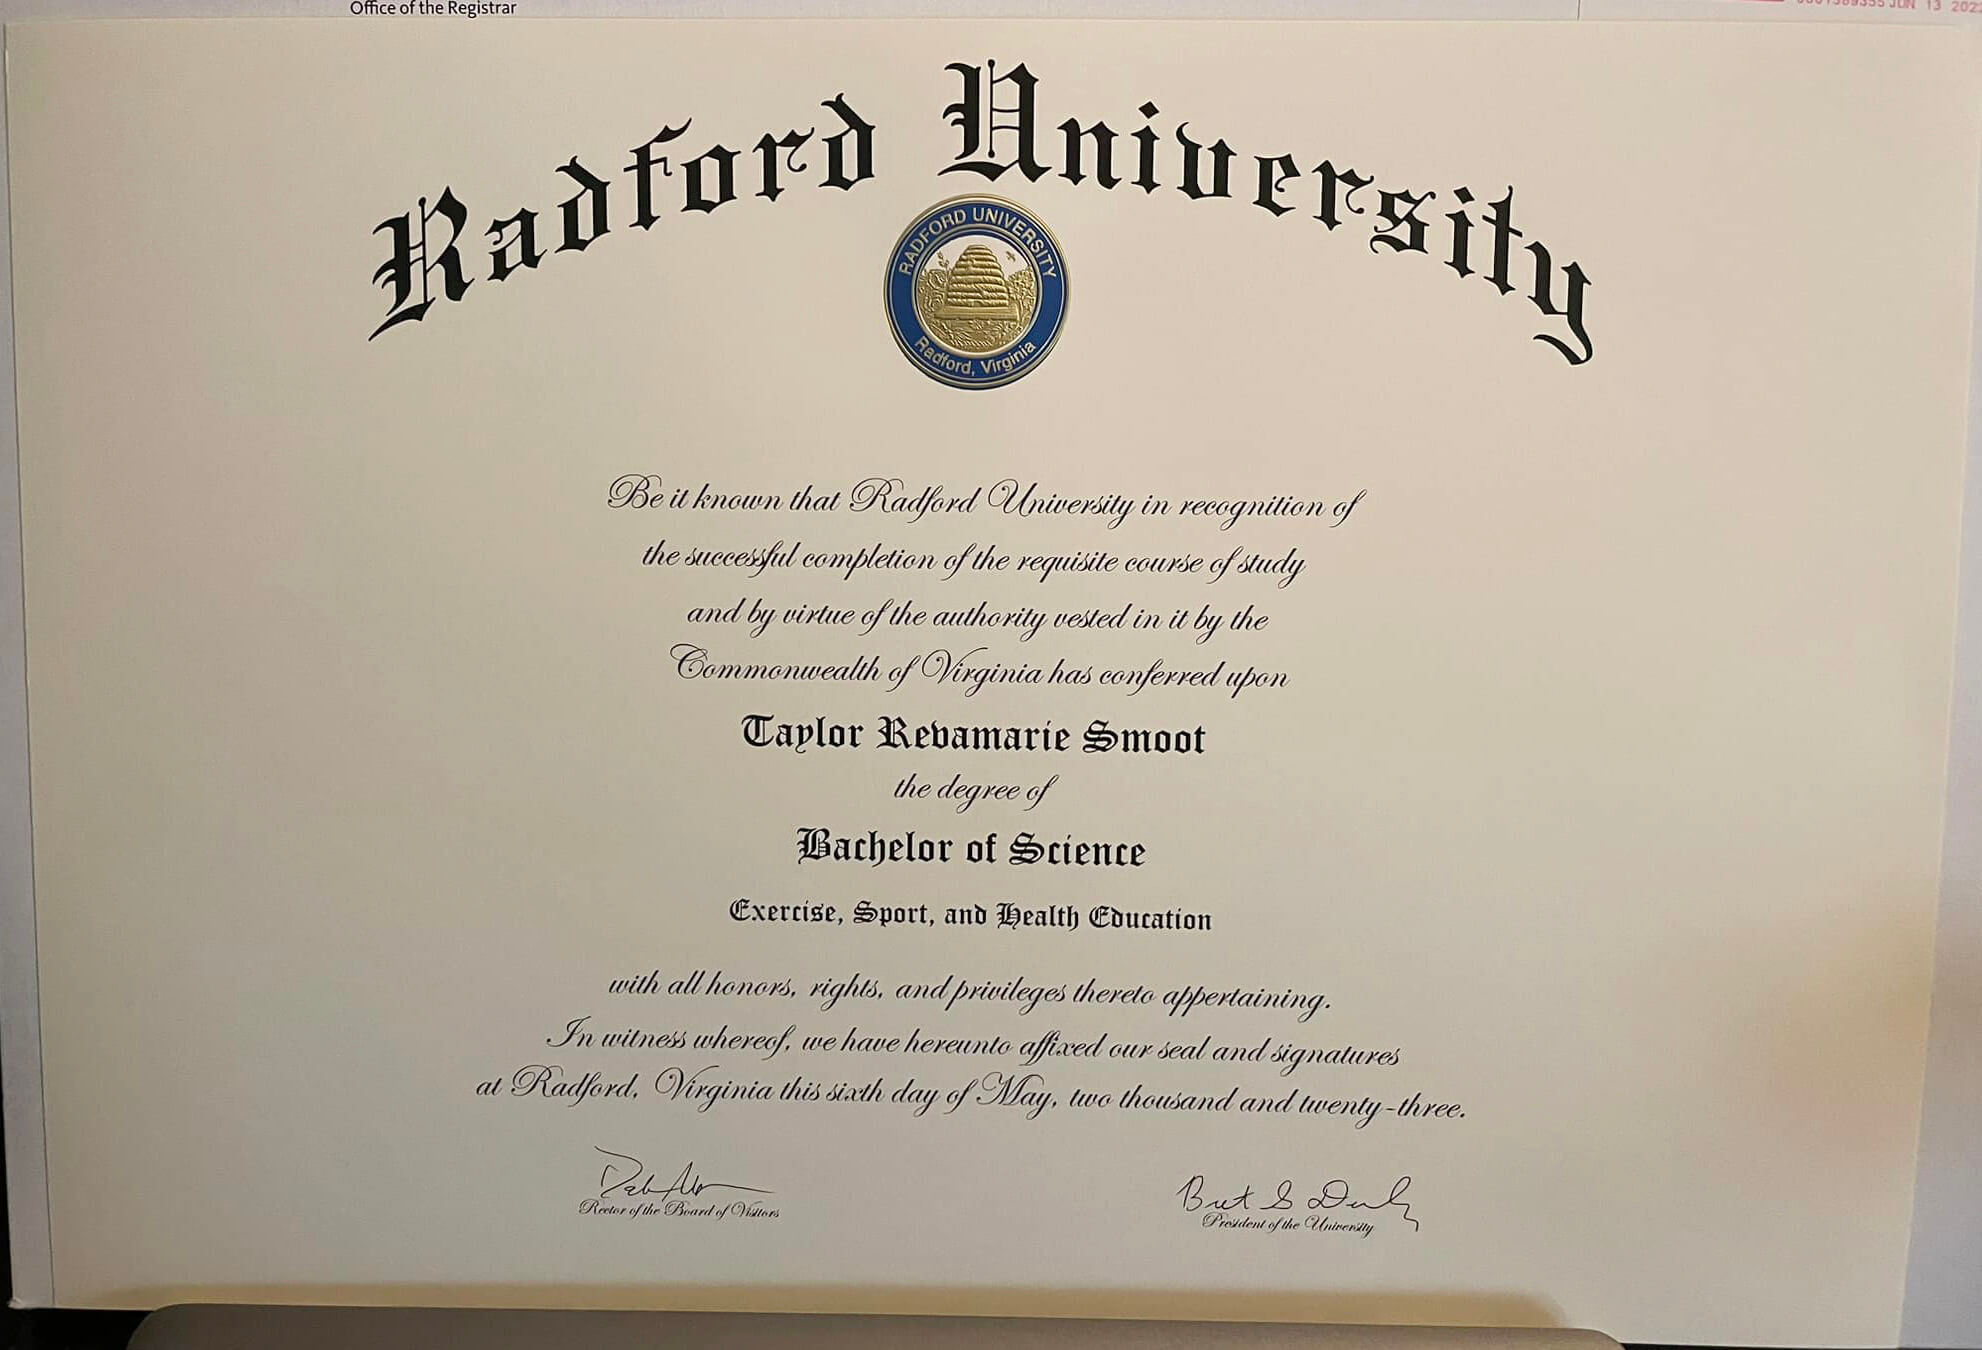 Office of the Registrar
JUN 13 202
Radford University
RADFORD UNIVERSITY
Radford, Virginia
Be it known that Radford University in recognition of
the successful completion of the requisite course of study
and by virtue of the authority vested in it by the
Commonwealth of Virginia has conferred upon
Taylor Revamarie Smoot
the degree of
Bachelor of Science
Exercise, Sport, and Health Education
with all honors, rights, and privileges thereto appertaining.
In witness whereof, we have hereunto affixed our seal and signatures
at Radford, Virginia this sixth day of May, two thousand and twenty-three.
Rector of the Board of Visitors
President of the University